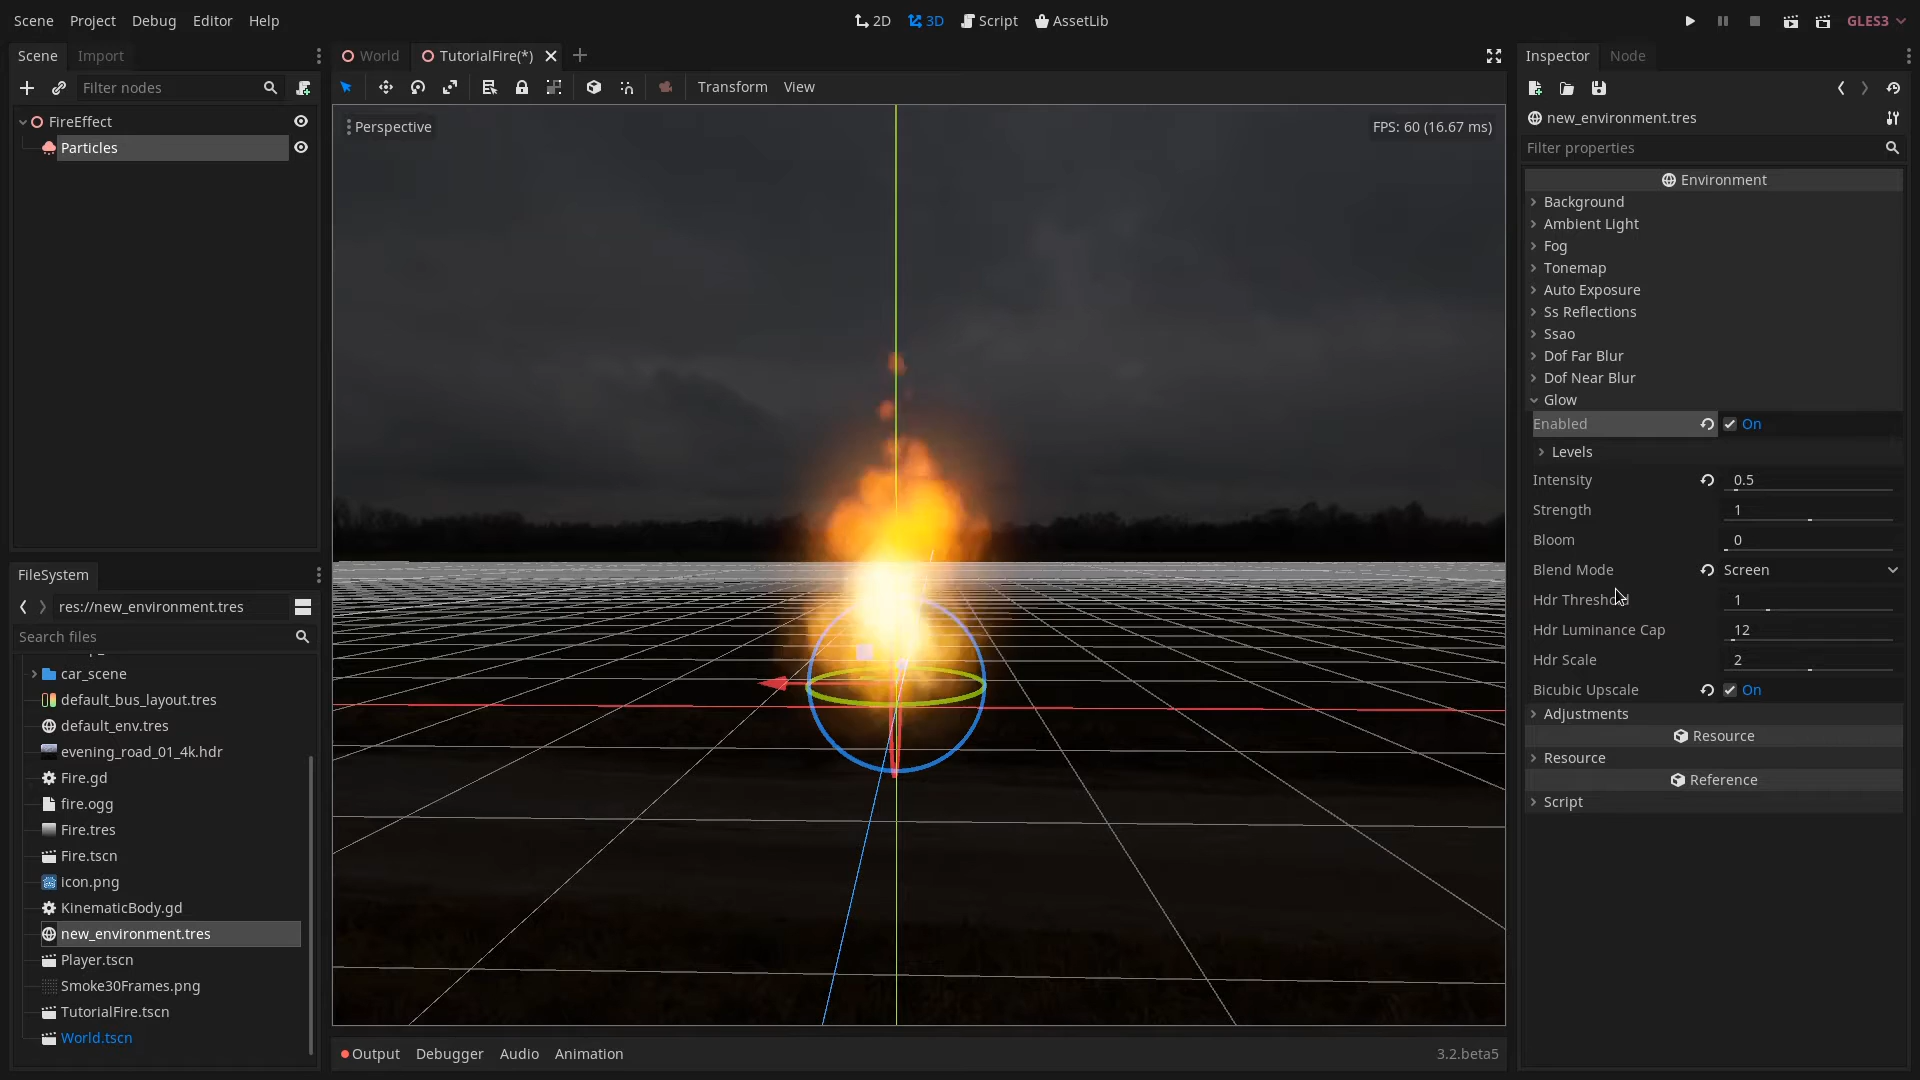 Scene Project Debug Editor Help
2D 3D Script AssetLib
GLES3
Scene Import
Filter nodes
FireEffect
Particles
FileSystem
res://new_environment.tres
Search files
car_scene
default_bus_layout.tres
default_env.tres
evening_road_01_4k.hdr
Fire.gd
fire.ogg
Fire.tres
Fire.tscn
icon.png
KinematicBody.gd
new_environment.tres
Player.tscn
Smoke30Frames.png
TutorialFire.tscn
World.tscn
World TutorialFire(*)
Transform View
Perspective
FPS: 60 (16.67 ms)
Output Debugger Audio Animation
3.2.beta5
Inspector Node
new_environment.tres
Filter properties
Environment
Background
Ambient Light
Fog
Tonemap
Auto Exposure
Ss Reflections
Ssao
Dof Far Blur
Dof Near Blur
Glow
Enabled On
Levels
Intensity 0.5
Strength 1
Bloom 0
Blend Mode Screen
Hdr Threshold 1
Hdr Luminance Cap 12
Hdr Scale 2
Bicubic Upscale On
Adjustments
Resource
Resource
Reference
Script